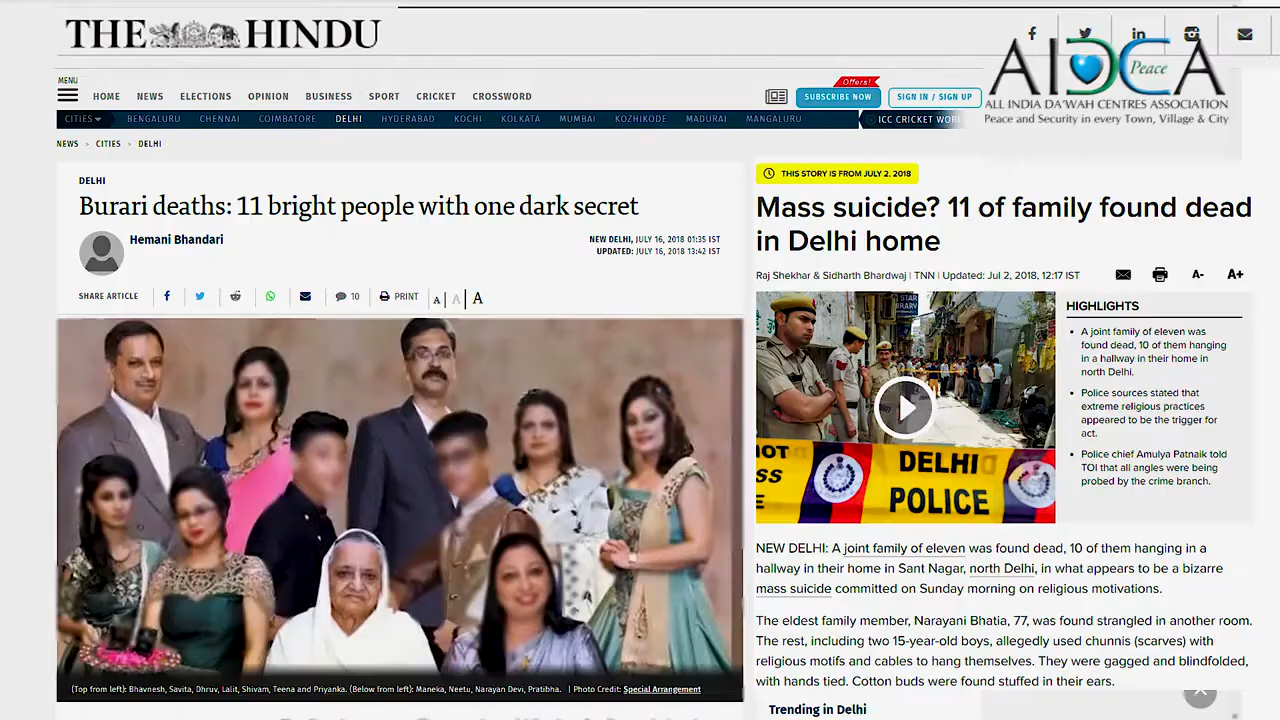 THE HINDU
AIDCA
Peace
ALL INDIA DA'WAH CENTRES ASSOCIATION
Peace and Security in every Town, Village & City
MENU
HOME
ELECTIONS
OPINION
BUSINESS
SPORT
CRICKET
CROSSWORD
Offers!
SUBSCRIBE NOW
SIGN IN / SIGN UP
CITIES
BENGALURU
CHENNAI
COIMBATORE
DELHI
HYDERABAD
KOCHI
KOLKATA
MUMBAI
KOZHIKODE
MADURAI
MANGALURU
ICC CRICKET
NEWS > CITIES > DELHI
DELHI
Burari deaths: 11 bright people with one dark secret
Hemani Bhandari
NEW DELHI, JULY 16, 2018 01:35 IST
UPDATED: JULY 16, 2018 13:42 IST
SHARE ARTICLE
10
PRINT
A | A | A
(Top from left): Bhavnesh, Savita, Dhruv, Lalit, Shivam, Teena and Priyanka. (Below from left): Maneka, Neetu, Narayan Devi, Pratibha. | Photo Credit: Special Arrangement
THIS STORY IS FROM JULY 2, 2018
Mass suicide? 11 of family found dead
in Delhi home
Raj Shekhar & Sidharth Bhardwaj | TNN | Updated: Jul 2, 2018, 12:17 IST
A-
A+
STAR
DELHI
POLICE
HIGHLIGHTS
• A joint family of eleven was
found dead, 10 of them hanging
in a hallway in their home in
north Delhi.
• Police sources stated that
extreme religious practices
appeared to be the trigger for
act.
• Police chief Amulya Patnaik told
TOI that all angles were being
probed by the crime branch.
NEW DELHI: A joint family of eleven was found dead, 10 of them hanging in a
hallway in their home in Sant Nagar, north Delhi, in what appears to be a bizarre
mass suicide committed on Sunday morning on religious motivations.
The eldest family member, Narayani Bhatia, 77, was found strangled in another room.
The rest, including two 15-year-old boys, allegedly used chunnis (scarves) with
religious motifs and cables to hang themselves. They were gagged and blindfolded,
with hands tied. Cotton buds were found stuffed in their ears.
Trending in Delhi